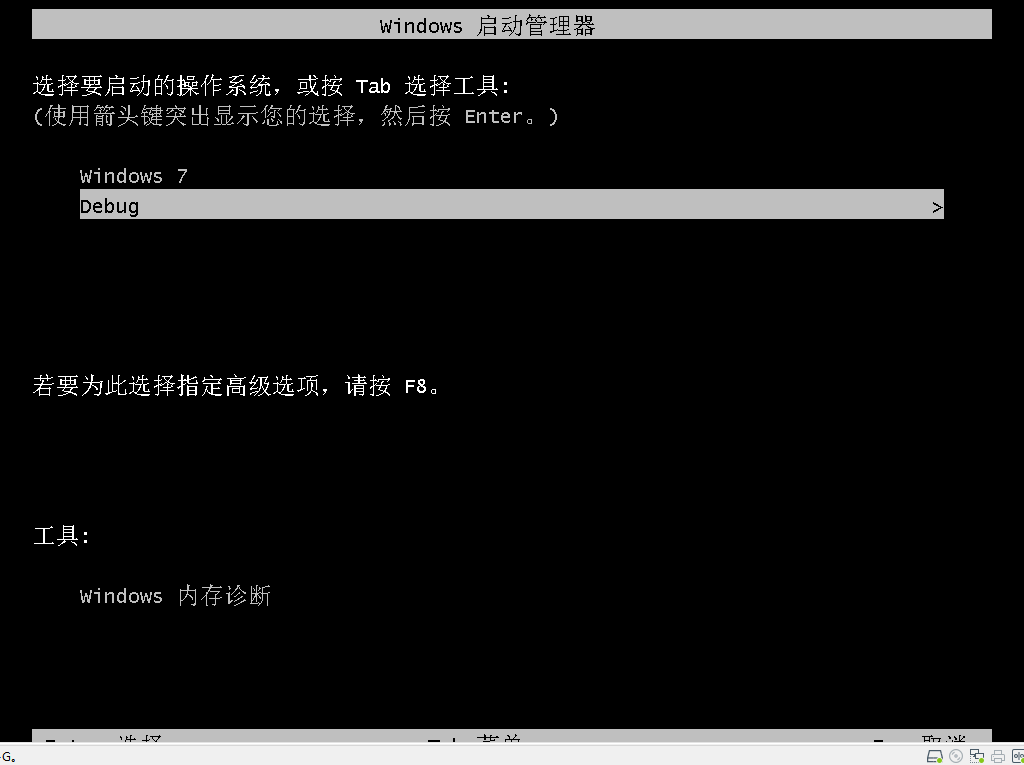 Windows 启动管理器
选择要启动的操作系统，或按 Tab 选择工具:
(使用箭头键突出显示您的选择，然后按 Enter。)
Windows 7
Debug >
若要为此选择指定高级选项，请按 F8。
工具:
Windows 内存诊断
选择 菜单 取消
G。